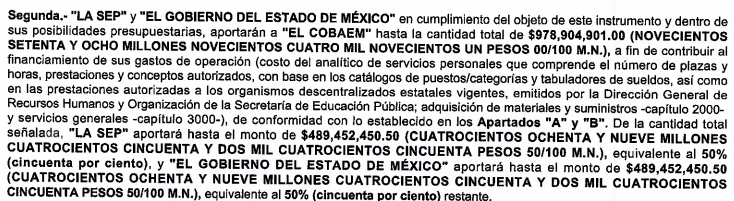 Segunda.- "LA SEP" y "EL GOBIERNO DEL ESTADO DE MÉXICO" en cumplimiento del objeto de este instrumento y dentro de
sus posibilidades presupuestarias, aportarán a "EL COBAEM" hasta la cantidad total de $978,904,901.00 (NOVECIENTOS
SETENTA Y OCHO MILLONES NOVECIENTOS CUATRO MIL NOVECIENTOS UN PESOS 00/100 M.N.), a fin de contribuir al
financiamiento de sus gastos de operación (costo del analítico de servicios personales que comprende el número de plazas y
horas, prestaciones y conceptos autorizados, con base en los catálogos de puestos/categorías y tabuladores de sueldos, así como
en las prestaciones autorizadas a los organismos descentralizados estatales vigentes, emitidos por la Dirección General de
Recursos Humanos y Organización de la Secretaría de Educación Pública; adquisición de materiales y suministros -capítulo 2000-
y servicios generales -capítulo 3000-), de conformidad con lo establecido en los Apartados "A" y "B". De la cantidad total
señalada, "LA SEP" aportará hasta el monto de $489,452,450.50 (CUATROCIENTOS OCHENTA Y NUEVE MILLONES
CUATROCIENTOS CINCUENTA Y DOS MIL CUATROCIENTOS CINCUENTA PESOS 50/100 M.N.), equivalente al 50%
(cincuenta por ciento), y "EL GOBIERNO DEL ESTADO DE MÉXICO" aportará hasta el monto de $489,452,450.50
(CUATROCIENTOS OCHENTA Y NUEVE MILLONES CUATROCIENTOS CINCUENTA Y DOS MIL CUATROCIENTOS
CINCUENTA PESOS 50/100 M.N.), equivalente al 50% (cincuenta por ciento) restante.